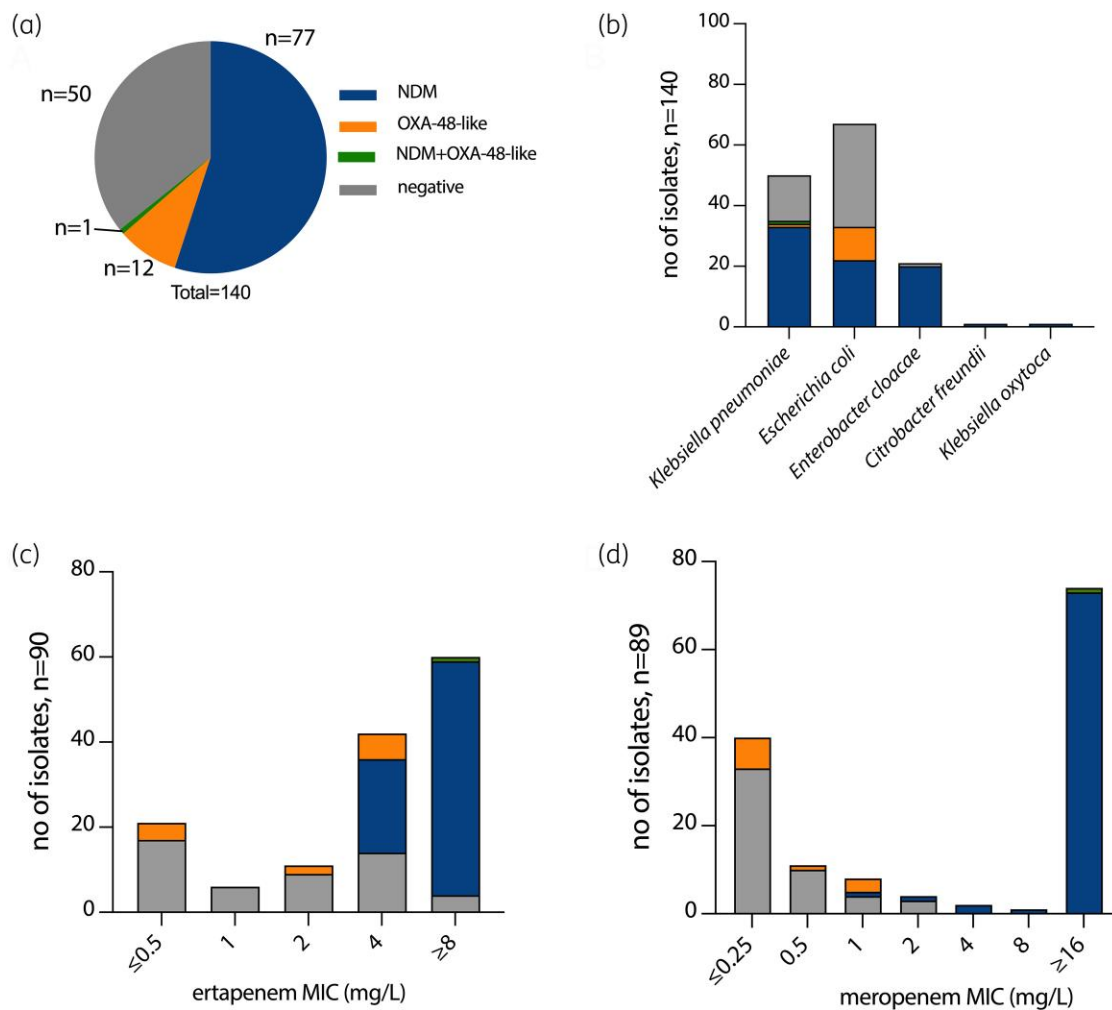 (a)
n=77
n=50
n=1
n=12
Total=140
NDM
OXA-48-like
NDM+OXA-48-like
negative
(b)
no of isolates, n=140
100
80
60
40
20
0
Klebsiella pneumoniae
Escherichia coli
Enterobacter cloacae
Citrobacter freundii
Klebsiella oxytoca
(c)
no of isolates, n=90
80
60
40
20
0
≤0.5
1
2
4
≥8
ertapenem MIC (mg/L)
(d)
no of isolates, n=89
80
60
40
20
0
≤0.25
0.5
1
2
4
8
≥16
meropenem MIC (mg/L)